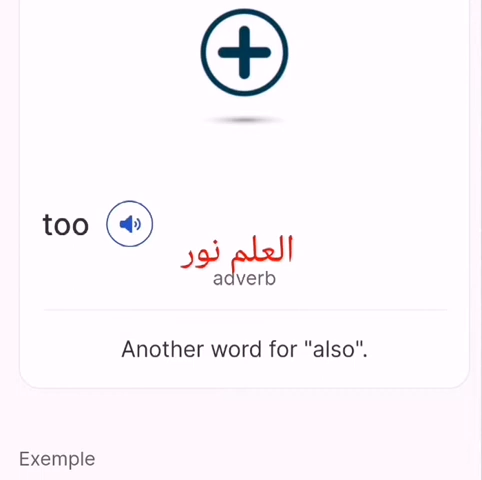 too
العلم نور
adverb
Another word for "also".
Exemple